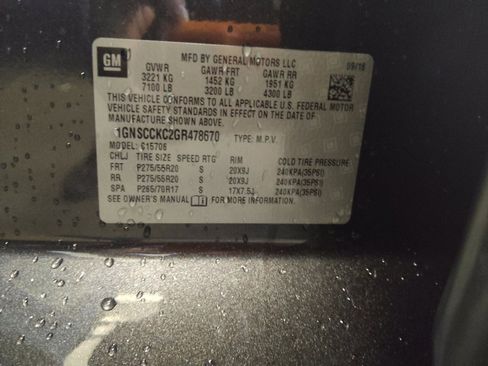 GM
MFD BY GENERAL MOTORS LLC
09/16
GVWR GAWR FRT GAWR RR
3221 KG 1452 KG 1951 KG
7100 LB 3200 LB 4300 LB
THIS VEHICLE CONFORMS TO ALL APPLICABLE U.S. FEDERAL MOTOR
VEHICLE SAFETY STANDARDS IN EFFECT ON THE DATE OF
MANUFACTURE SHOWN ABOVE.
1GNSCCKC2GR478670 TYPE: M.P.V.
MODEL: C15706
CHLJ TIRE SIZE SPEED RTG RIM COLD TIRE PRESSURE
FRT P275/55R20 S 20X9J 240KPA(35PSI)
RR P275/55R20 S 20X9J 240KPA(35PSI)
SPA P265/70R17 S 17X7.5J 240KPA(35PSI)
SEE OWNER'S MANUAL FOR MORE INFORMATION